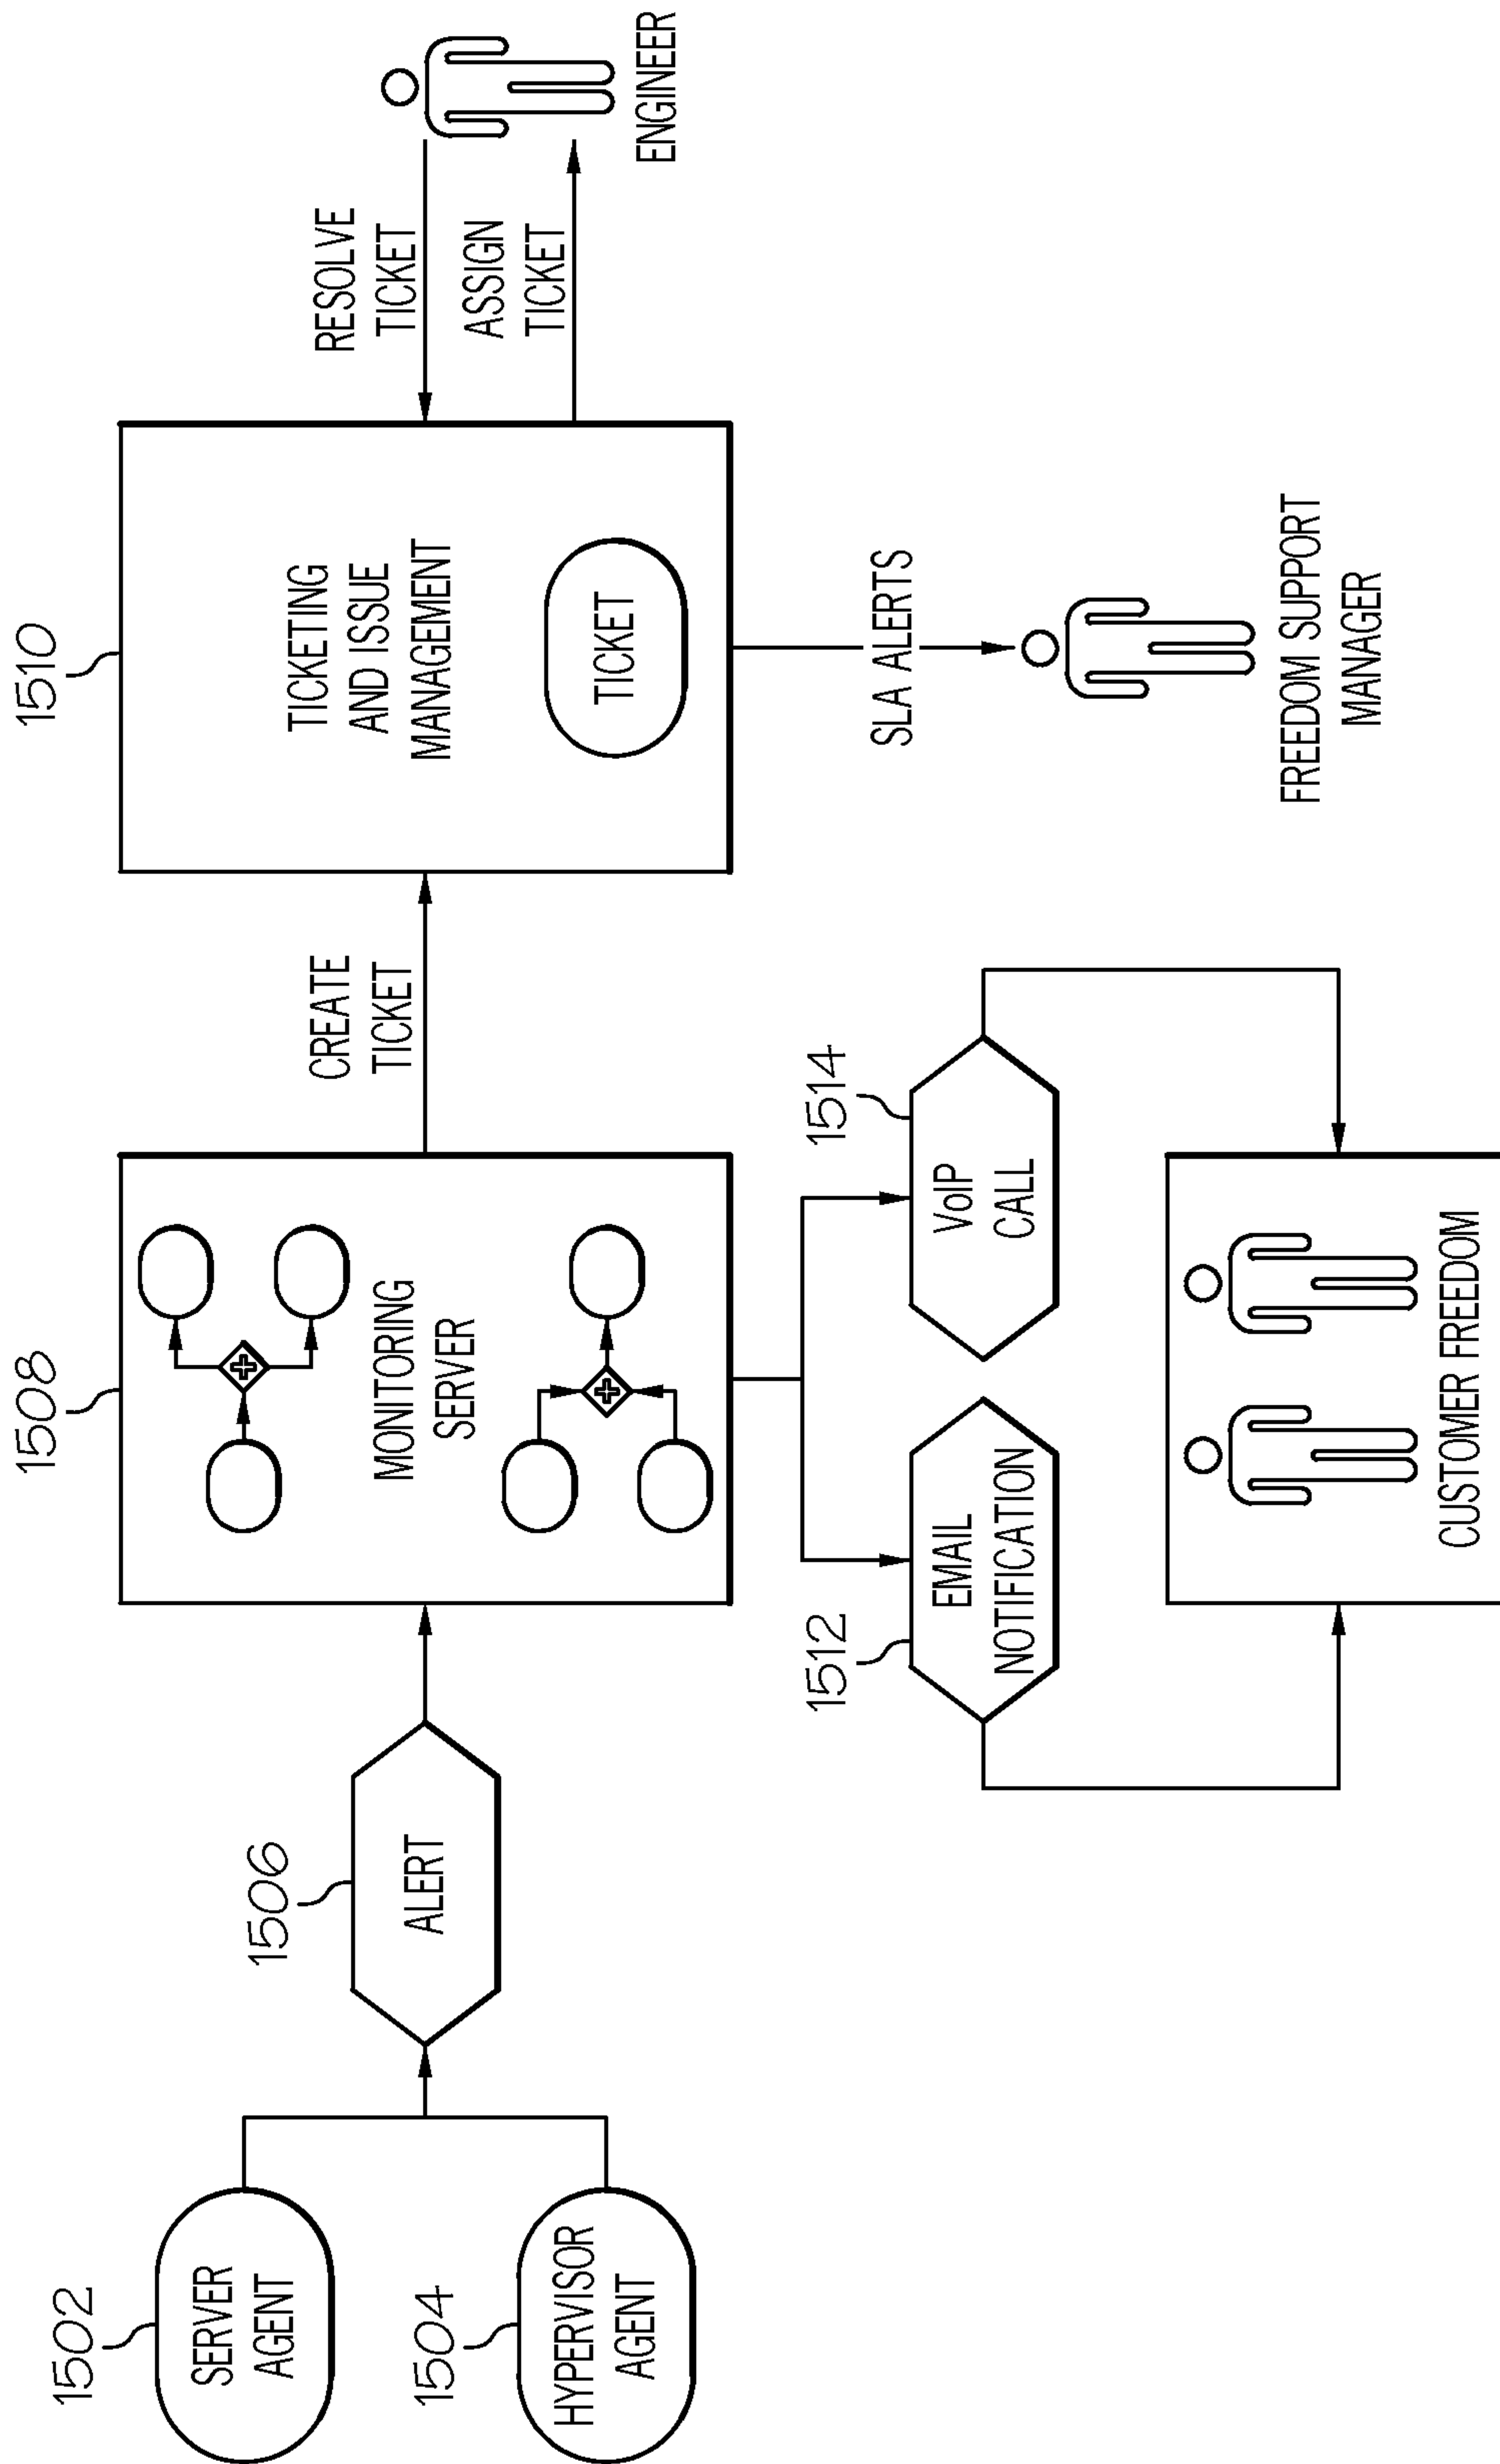 1502
SERVER
AGENT
1504
HYPERVISOR
AGENT
1506
ALERT
1508
MONITORING
SERVER
CREATE
TICKET
1510
TICKETING
AND ISSUE
MANAGEMENT
TICKET
RESOLVE
TICKET
ASSIGN
TICKET
ENGINEER
SLA ALERTS
FREEDOM SUPPORT
MANAGER
1512
EMAIL
NOTIFICATION
1514
VoIP
CALL
CUSTOMER FREEDOM